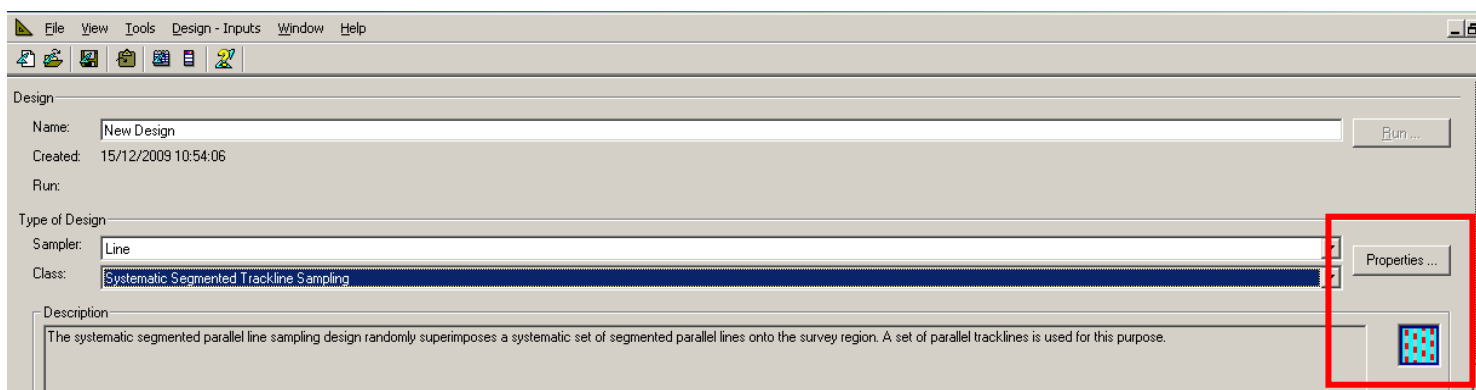 File View Tools Design - Inputs Window Help
Design
Name: New Design Run ...
Created: 15/12/2009 10:54:06
Run:
Type of Design
Sampler: Line
Class: Systematic Segmented Trackline Sampling Properties ...
Description
The systematic segmented parallel line sampling design randomly superimposes a systematic set of segmented parallel lines onto the survey region. A set of parallel tracklines is used for this purpose.